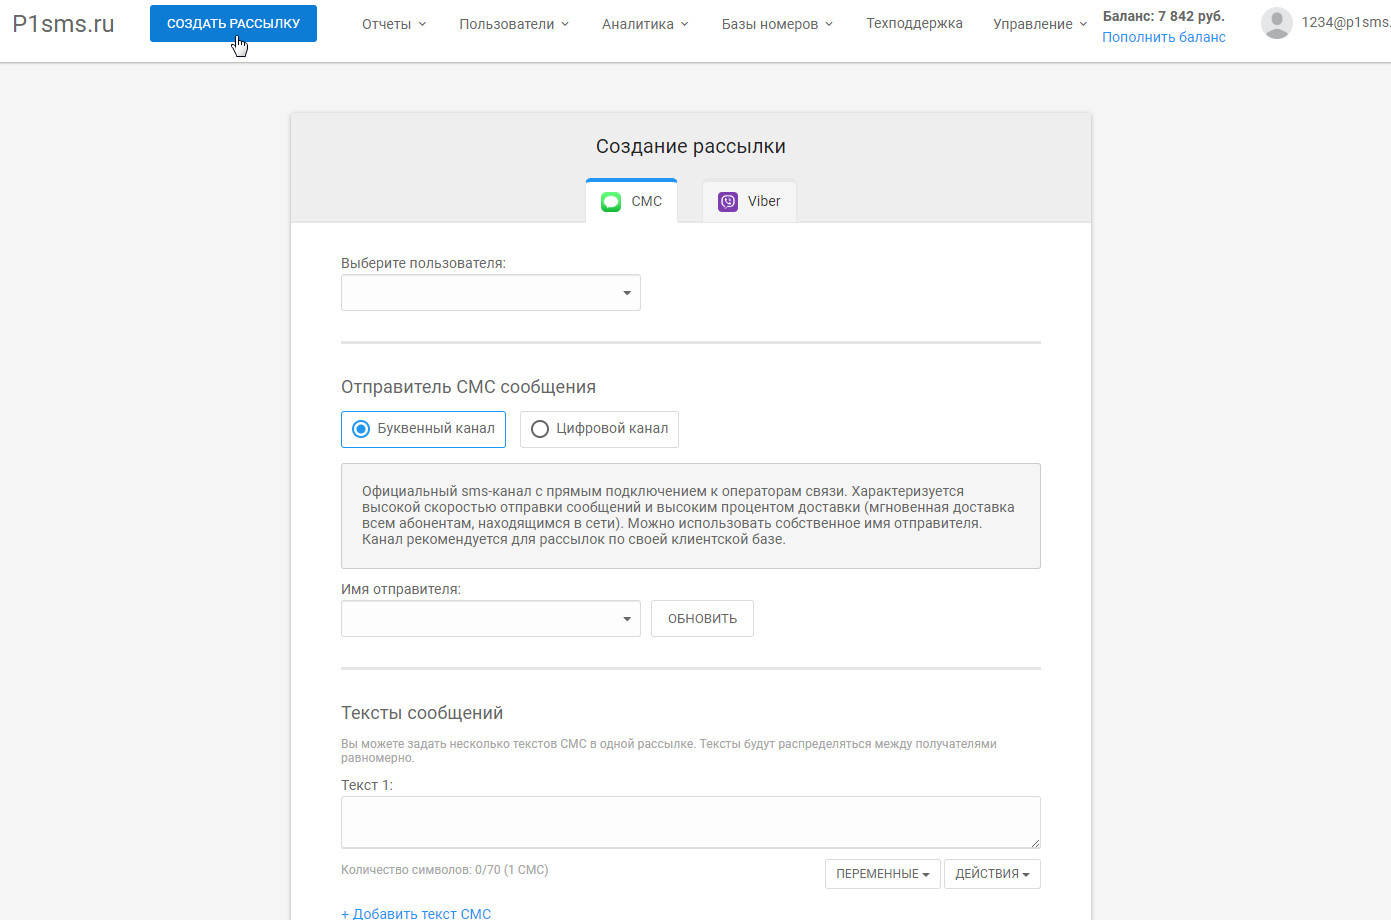 P1sms.ru
СОЗДАТЬ РАССЫЛКУ
Отчеты
Пользователи
Аналитика
Базы номеров
Техподдержка
Управление
Баланс: 7 842 руб.
Пополнить баланс
1234@p1sms.
Создание рассылки
СМС
Viber
Выберите пользователя:
Отправитель СМС сообщения
Буквенный канал
Цифровой канал
Официальный sms-канал с прямым подключением к операторам связи. Характеризуется
высокой скоростью отправки сообщений и высоким процентом доставки (мгновенная доставка
всем абонентам, находящимся в сети). Можно использовать собственное имя отправителя.
Канал рекомендуется для рассылок по своей клиентской базе.
Имя отправителя:
ОБНОВИТЬ
Тексты сообщений
Вы можете задать несколько текстов СМС в одной рассылке. Тексты будут распределяться между получателями
равномерно.
Текст 1:
Количество символов: 0/70 (1 СМС)
ПЕРЕМЕННЫЕ
ДЕЙСТВИЯ
+ Добавить текст СМС